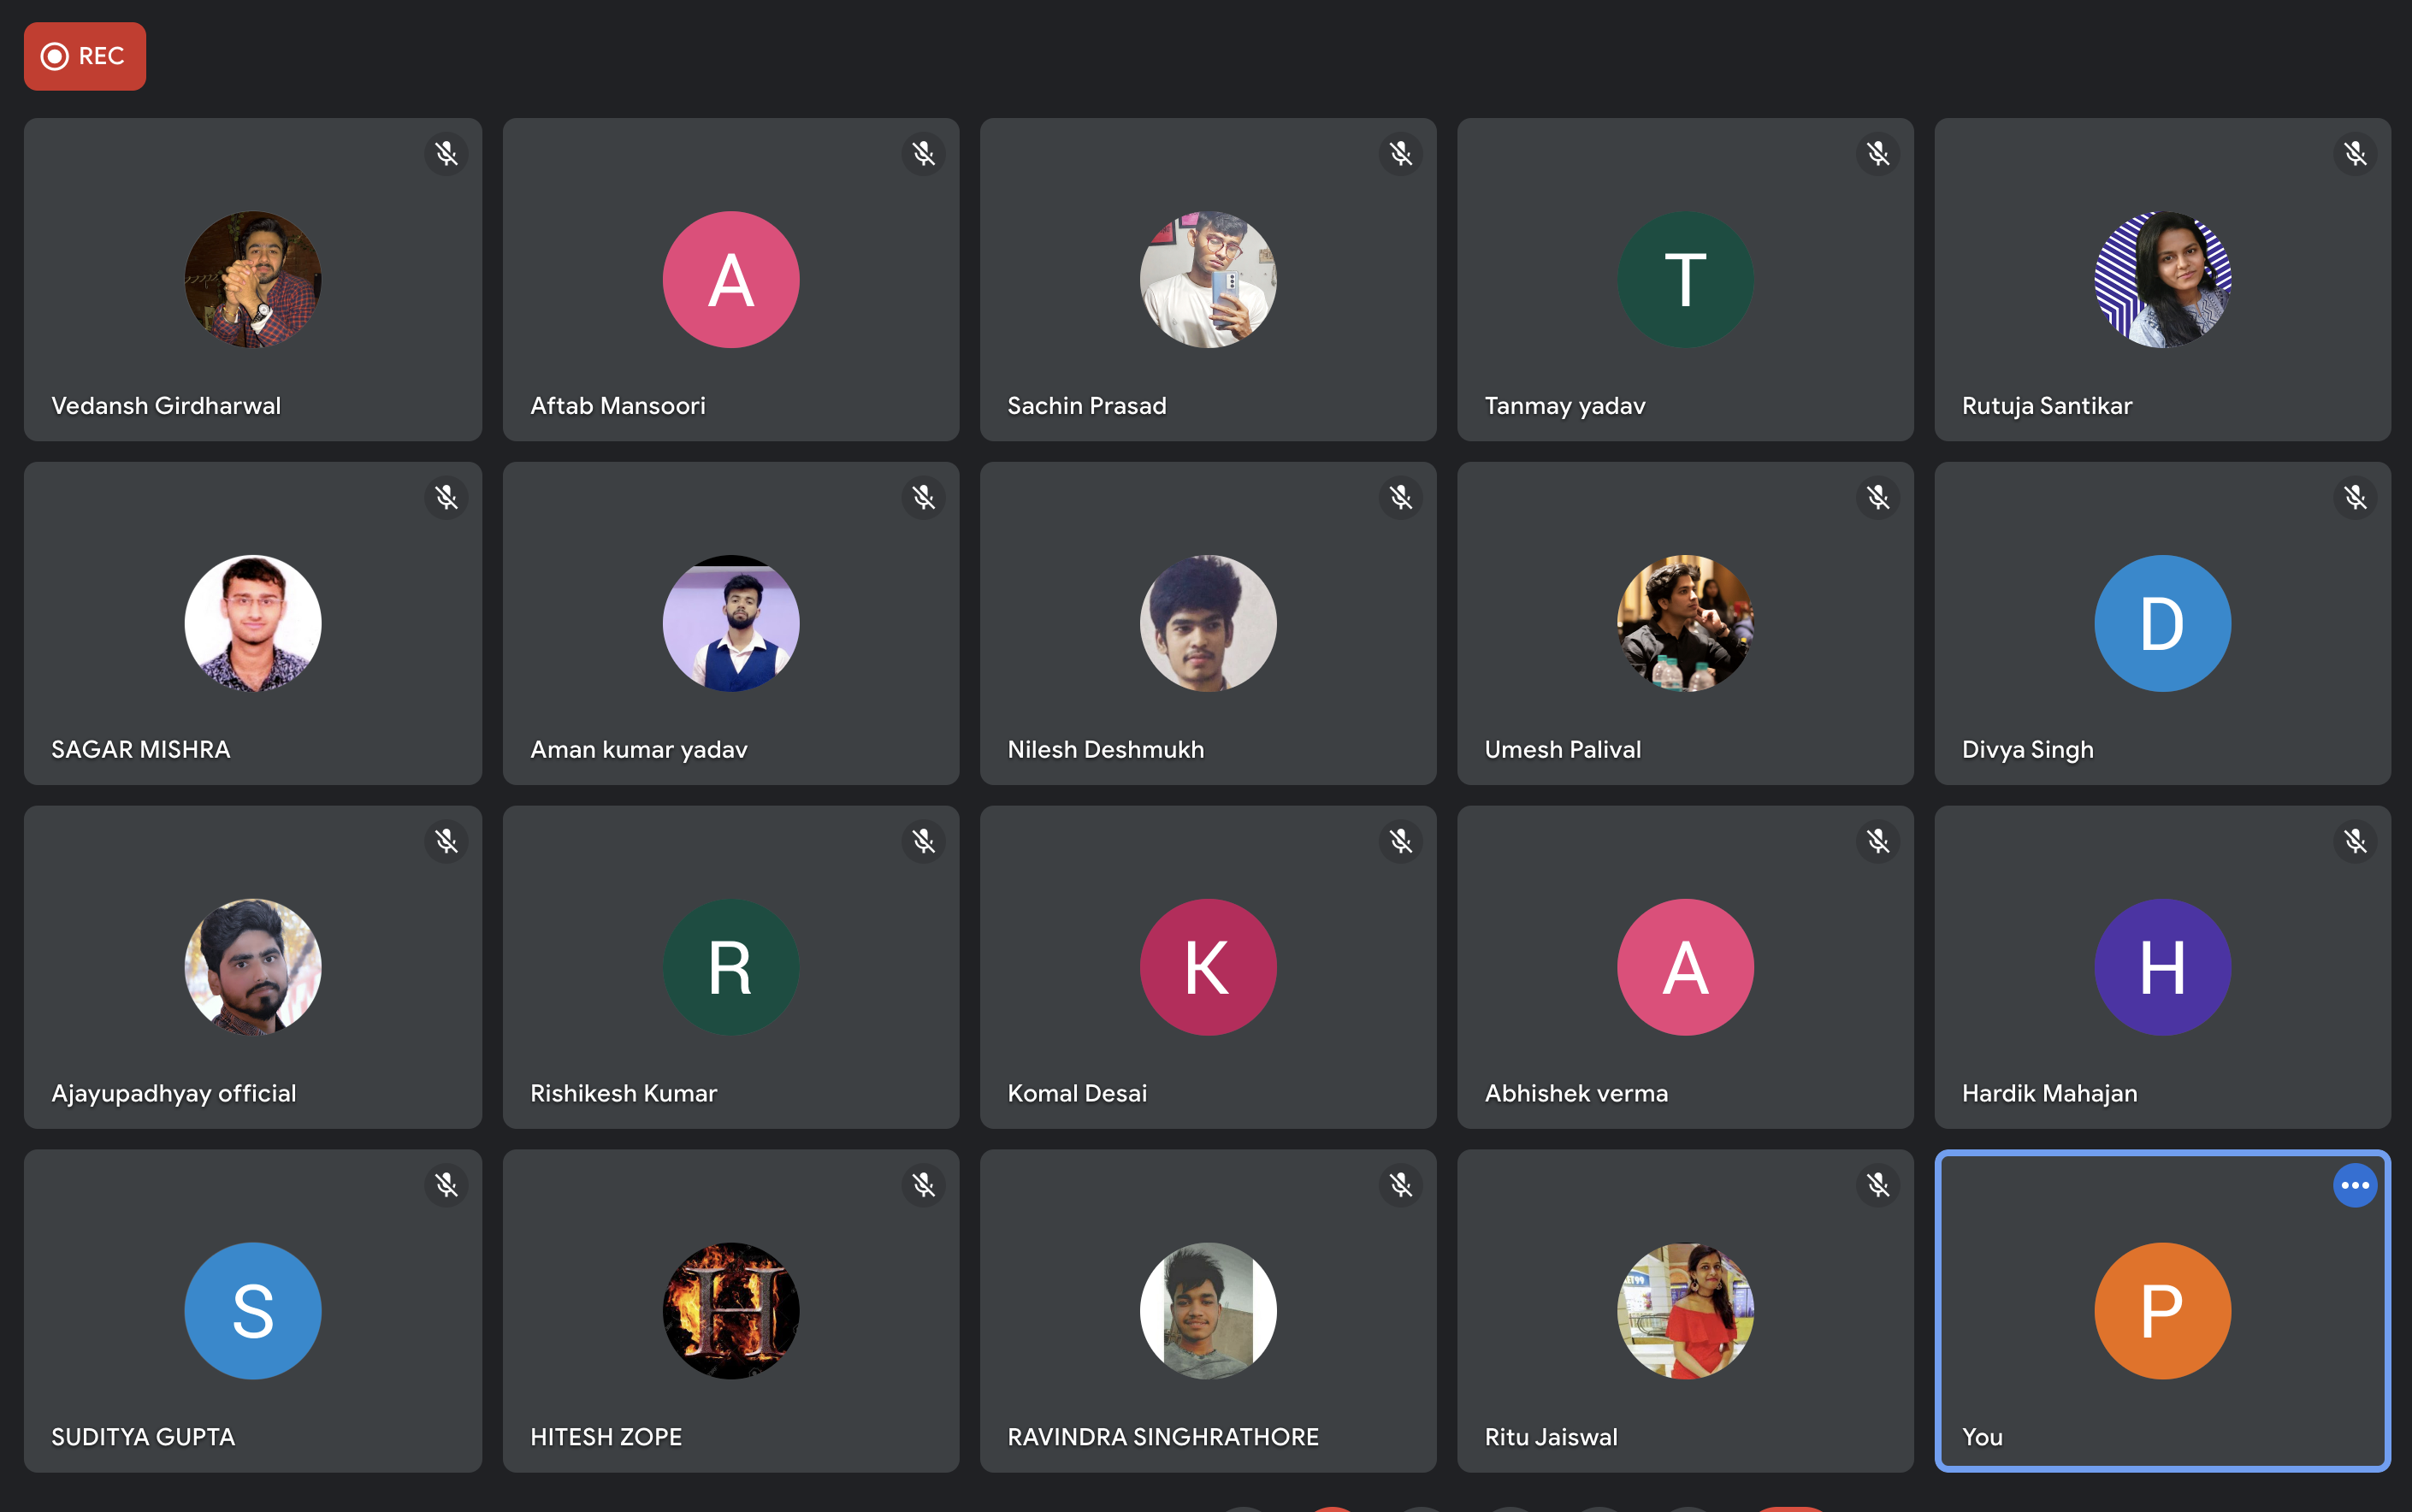 REC
A
T
Vedansh Girdharwal
Aftab Mansoori
Sachin Prasad
Tanmay yadav
Rutuja Santikar
D
SAGAR MISHRA
Aman kumar yadav
Nilesh Deshmukh
Umesh Palival
Divya Singh
R
K
A
H
Ajayupadhyay official
Rishikesh Kumar
Komal Desai
Abhishek verma
Hardik Mahajan
S
H
P
SUDITYA GUPTA
HITESH ZOPE
RAVINDRA SINGHRATHORE
Ritu Jaiswal
You